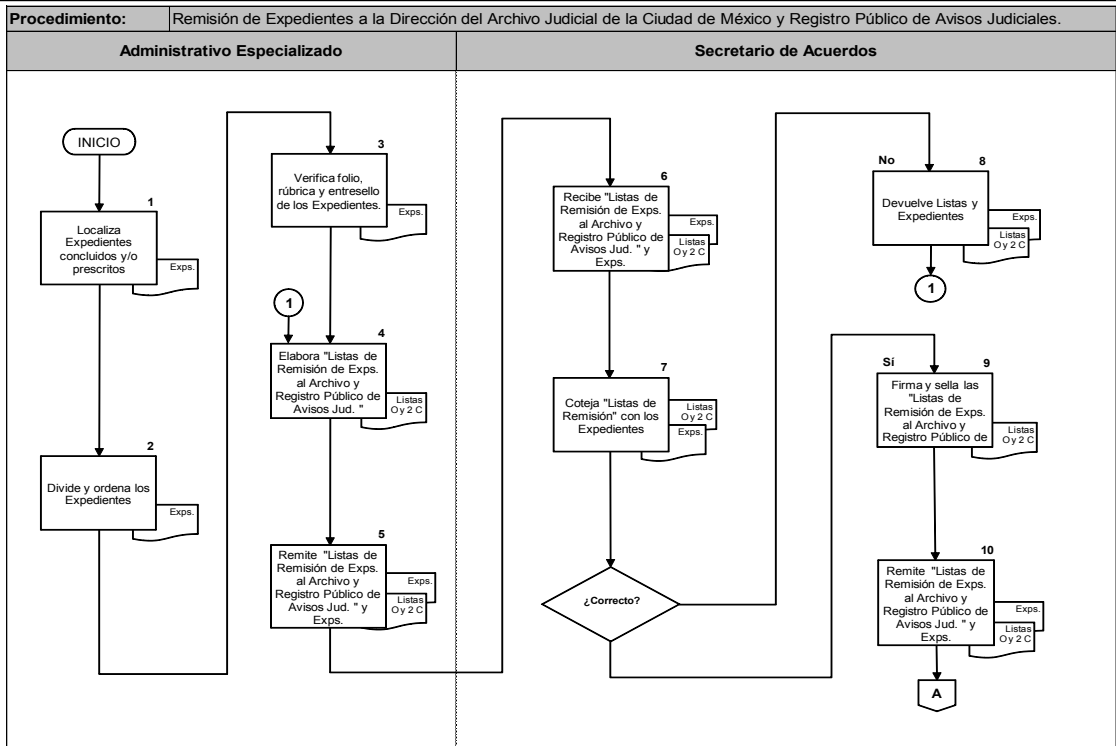 Procedimiento: Remisión de Expedientes a la Dirección del Archivo Judicial de la Ciudad de México y Registro Público de Avisos Judiciales.
Administrativo Especializado
Secretario de Acuerdos
INICIO
1
Localiza
Expedientes
concluidos y/o
prescritos
Exps.
2
Divide y ordena los
Expedientes
Exps.
3
Verifica folio,
rúbrica y entresello
de los Expedientes.
Exps.
1
4
Elabora "Listas de
Remisión de Exps.
al Archivo y
Registro Público de
Avisos Jud. "
Listas
O y 2 C
5
Remite "Listas de
Remisión de Exps.
al Archivo y
Registro Público de
Avisos Jud. " y
Exps.
Exps.
Listas
O y 2 C
6
Recibe "Listas de
Remisión de Exps.
al Archivo y
Registro Público de
Avisos Jud. " y
Exps.
Exps.
Listas
O y 2 C
7
Coteja "Listas de
Remisión" con los
Expedientes
Listas
O y 2 C
Exps.
¿Correcto?
No
8
Devuelve Listas y
Expedientes
Exps.
Listas
O y 2 C
1
Sí
9
Firma y sella las
"Listas de
Remisión de Exps.
al Archivo y
Registro Público de
Listas
O y 2 C
10
Remite "Listas de
Remisión de Exps.
al Archivo y
Registro Público de
Avisos Jud. " y
Exps.
Exps.
Listas
O y 2 C
A